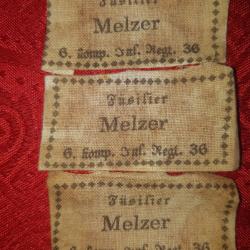 Füsilier
Melzer
6. Komp. Inf. Regt. 36
Füsilier
Melzer
6. Komp. Inf. Regt. 36
Füsilier
Melzer
6. Komp. Inf. Regt. 36